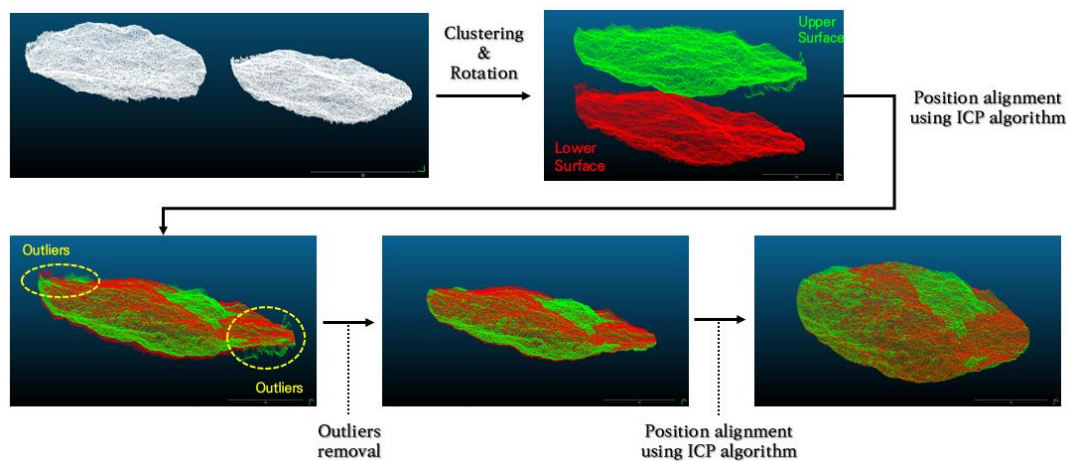 Clustering
&
Rotation
Upper
Surface
Lower
Surface
Position alignment
using ICP algorithm
Outliers
Outliers
Outliers
removal
Position alignment
using ICP algorithm